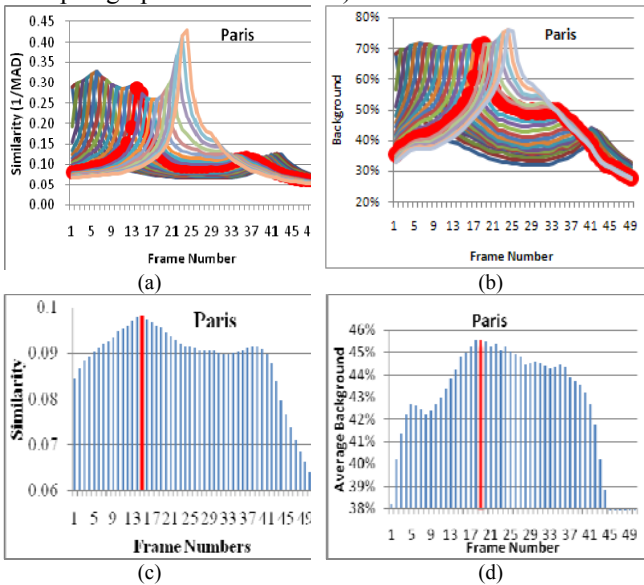 Paris
Similarity (1/MAD)
0.45
0.40
0.35
0.30
0.25
0.20
0.15
0.10
0.05
0.00
1 5 9 13 17 21 25 29 33 37 41 45
Frame Number
(a)
Paris
Background
80%
70%
60%
50%
40%
30%
20%
1 5 9 13 17 21 25 29 33 37 41 45 49
Frame Number
(b)
Paris
Similarity
0.1
0.09
0.08
0.07
0.06
1 5 9 13 17 21 25 29 33 37 41 45
Frame Numbers
(c)
Paris
Average Background
46%
45%
44%
43%
42%
41%
40%
39%
38%
1 5 9 13 17 21 25 29 33 37 41 45 49
Frame Number
(d)